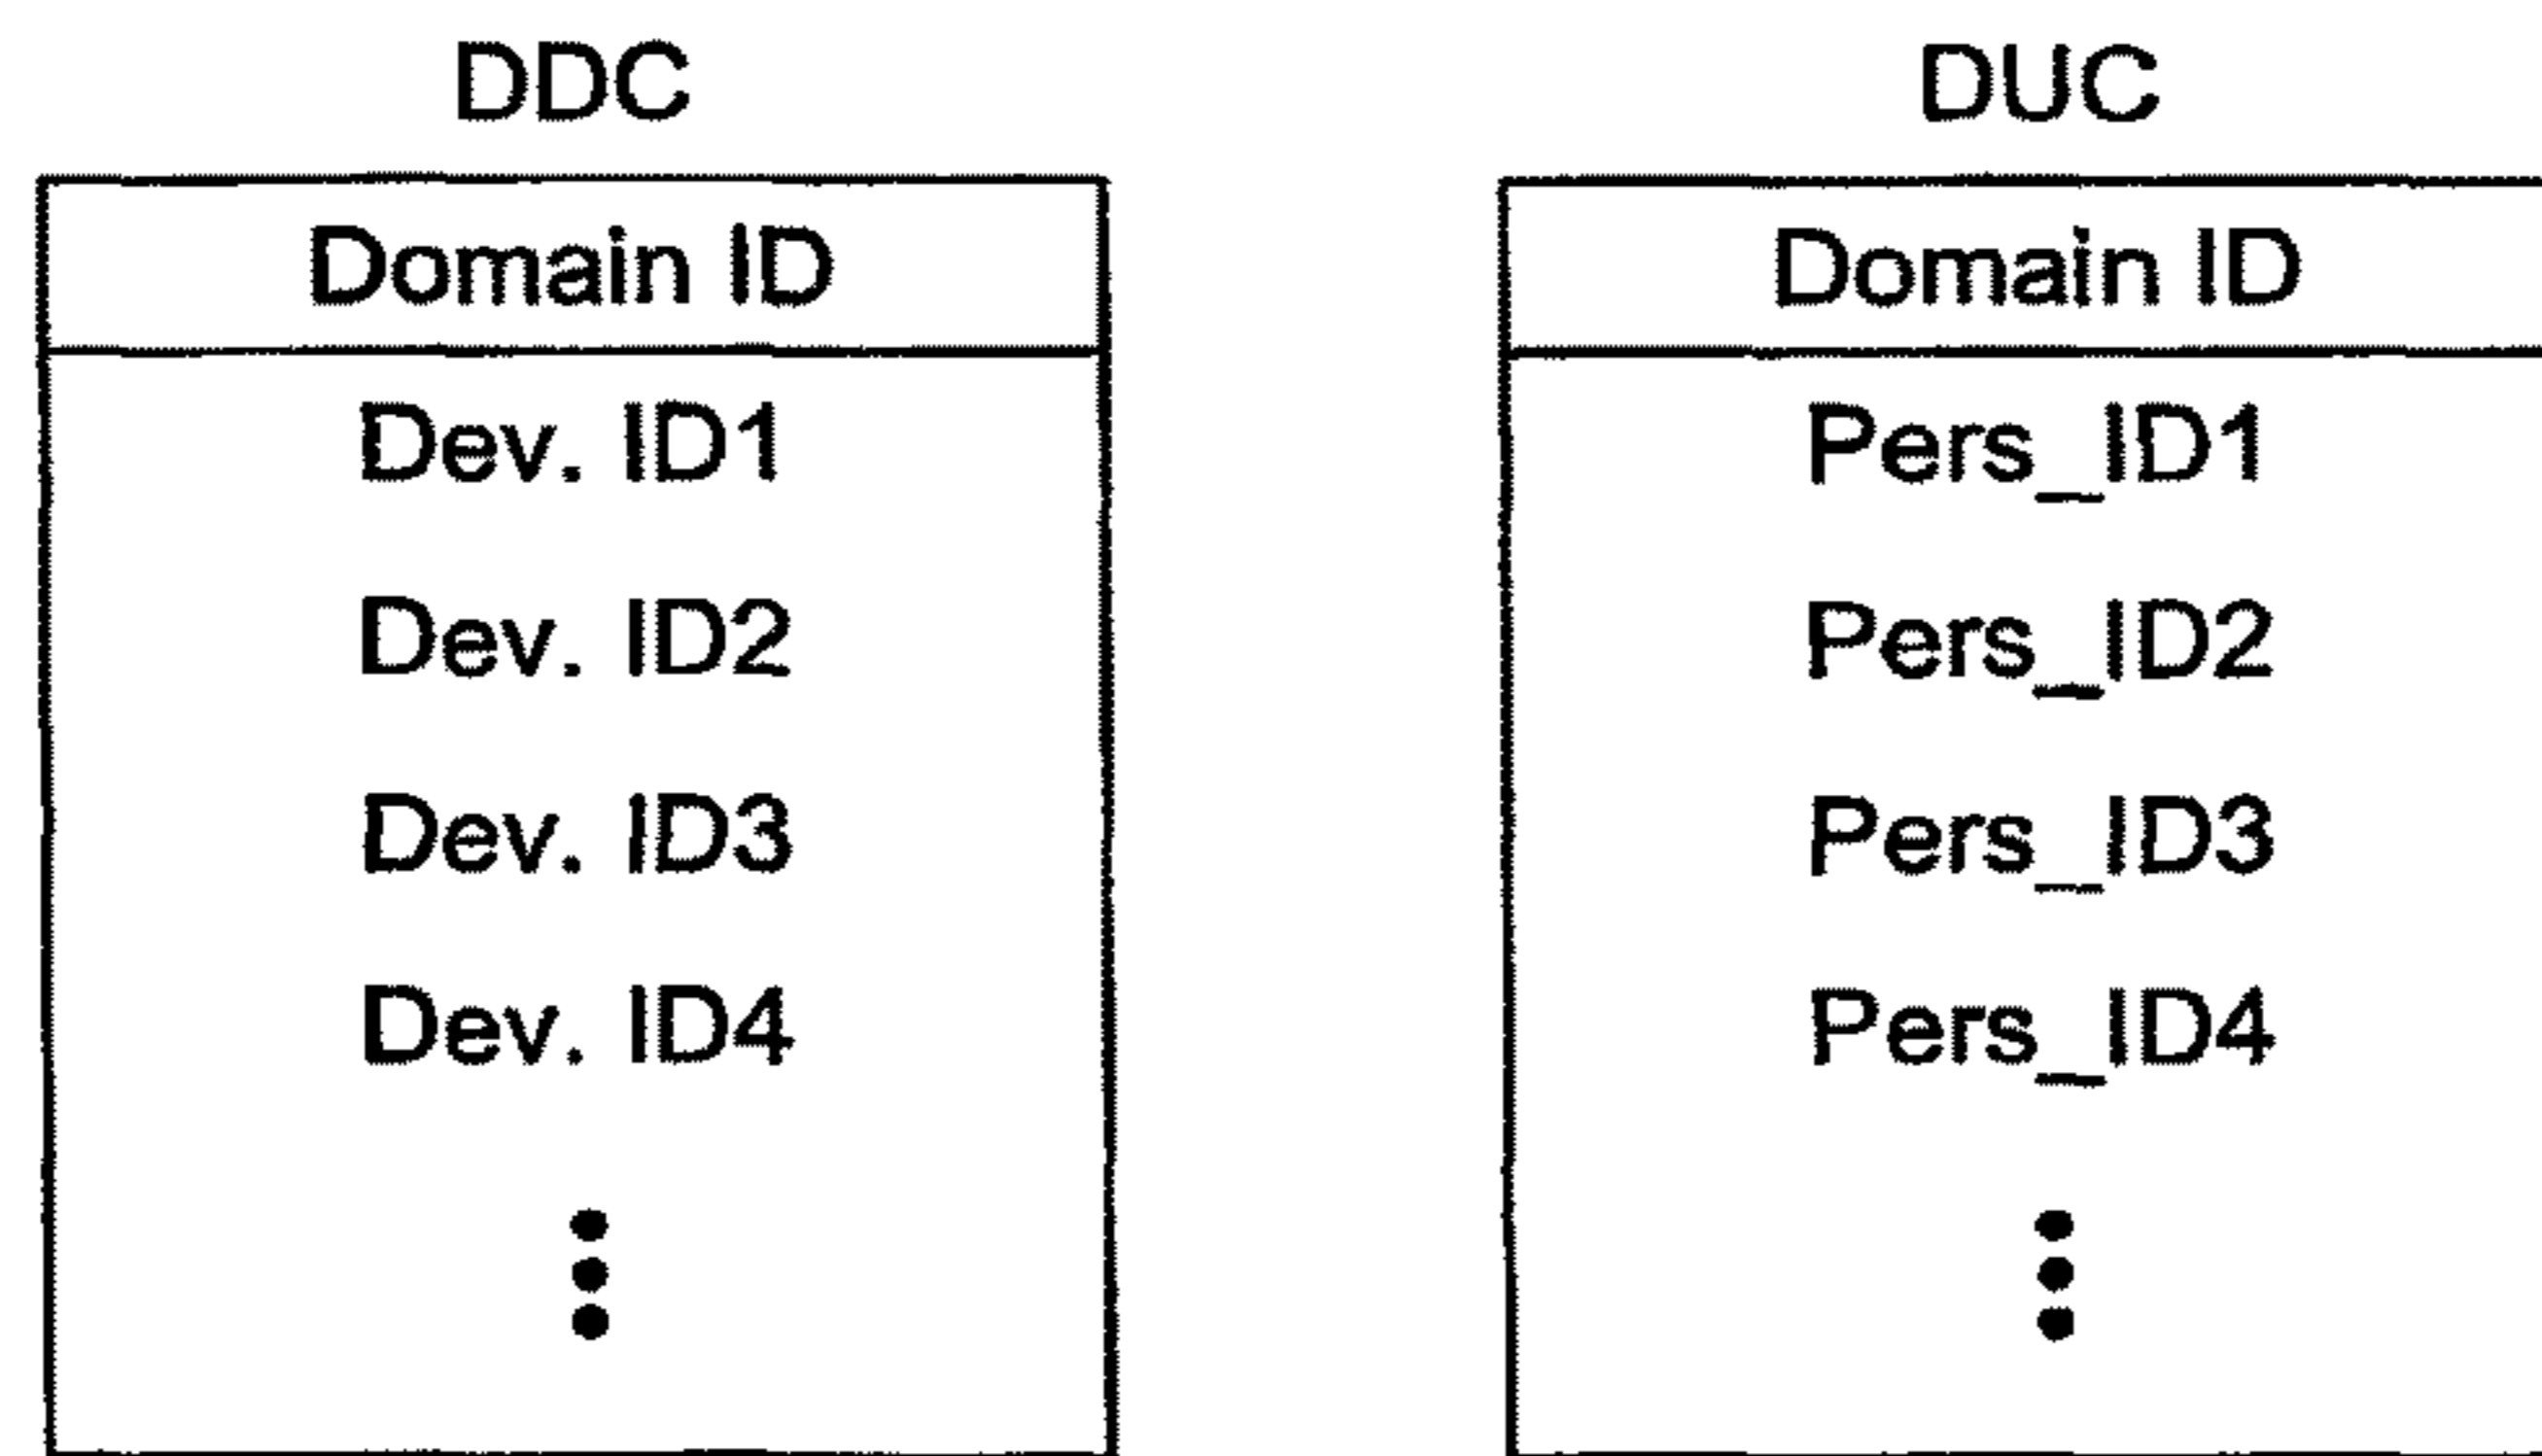 DDC
Domain ID
Dev. ID1
Dev. ID2
Dev. ID3
Dev. ID4
DUC
Domain ID
Pers_ID1
Pers_ID2
Pers_ID3
Pers_ID4